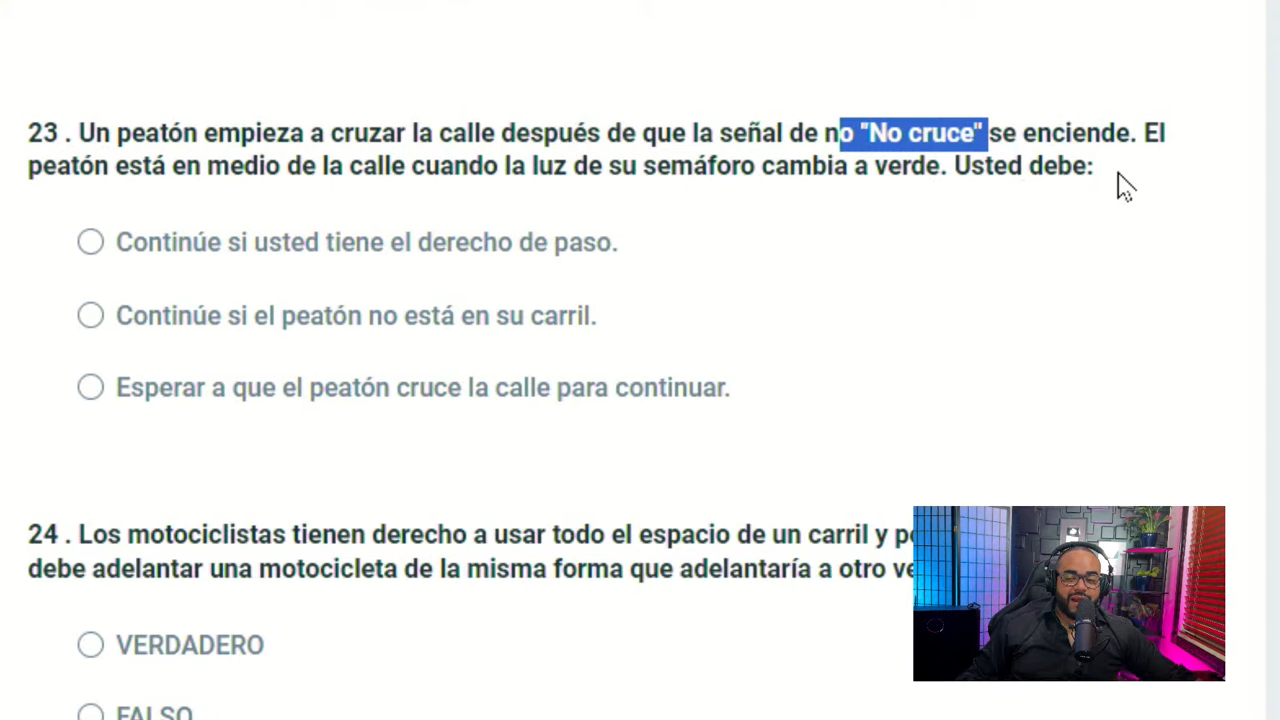 23 . Un peatón empieza a cruzar la calle después de que la señal de no "No cruce" se enciende. El
peatón está en medio de la calle cuando la luz de su semáforo cambia a verde. Usted debe:
Continúe si usted tiene el derecho de paso.
Continúe si el peatón no está en su carril.
Esperar a que el peatón cruce la calle para continuar.
24 . Los motociclistas tienen derecho a usar todo el espacio de un carril y
debe adelantar una motocicleta de la misma forma que adelantaría a otro
VERDADERO
FALSO